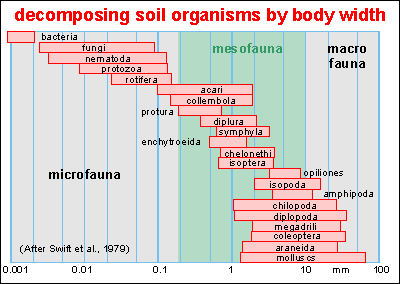 decomposing soil organisms by body width
mesofauna
macro
fauna
bacteria
fungi
nematoda
protozoa
rotifera
acari
collembola
protura
diplura
symphyla
enchytroeida
chelonethi
isoptera
opiliones
isopoda
amphipoda
microfauna
chilopoda
diplopoda
megadrili
coleoptera
araneida
molluscs
(After Swift et al., 1979)
0.001 0.01 0.1 1 10 mm 100